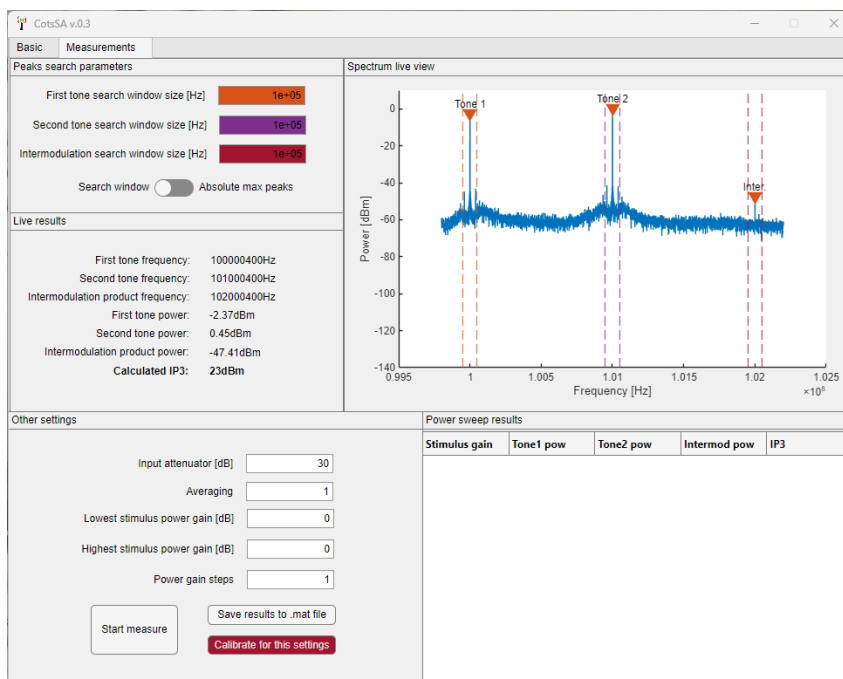 CotsSA v.0.3
Basic Measurements
Peaks search parameters
First tone search window size [Hz] 1e+05
Second tone search window size [Hz] 1e+05
Intermodulation search window size [Hz] 1e+05
Search window Absolute max peaks
Live results
First tone frequency: 100000400Hz
Second tone frequency: 101000400Hz
Intermodulation product frequency: 102000400Hz
First tone power: -2.37dBm
Second tone power: 0.45dBm
Intermodulation product power: -47.41dBm
Calculated IP3: 23dBm
Spectrum live view
Tone 1
Tone 2
Inter.
Power [dBm]
0
-20
-40
-60
-80
-100
-120
-140
0.995 1 1.005 1.01 1.015 1.02 1.025
Frequency [Hz]
×10⁸
Other settings
Input attenuator [dB] 30
Averaging 1
Lowest stimulus power gain [dB] 0
Highest stimulus power gain [dB] 0
Power gain steps 1
Start measure
Save results to .mat file
Calibrate for this settings
Power sweep results
Stimulus gain Tone1 pow Tone2 pow Intermod pow IP3